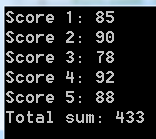 Score 1: 85
Score 2: 90
Score 3: 78
Score 4: 92
Score 5: 88
Total sum: 433